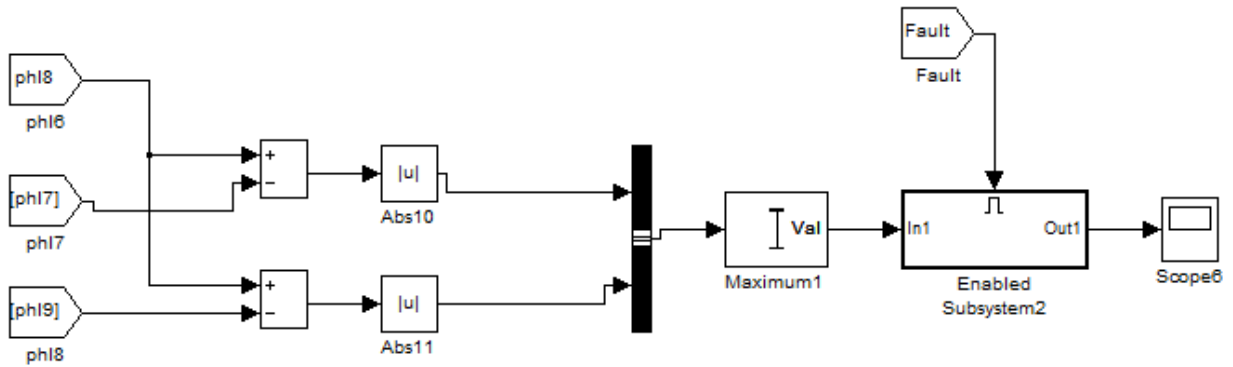 Fault
Fault
phI8
phI6
+
−
|u|
Abs10
[phI7]
phI7
Val
Maximum1
In1
Out1
Enabled
Subsystem2
Scope6
+
−
|u|
Abs11
[phI9]
phI8